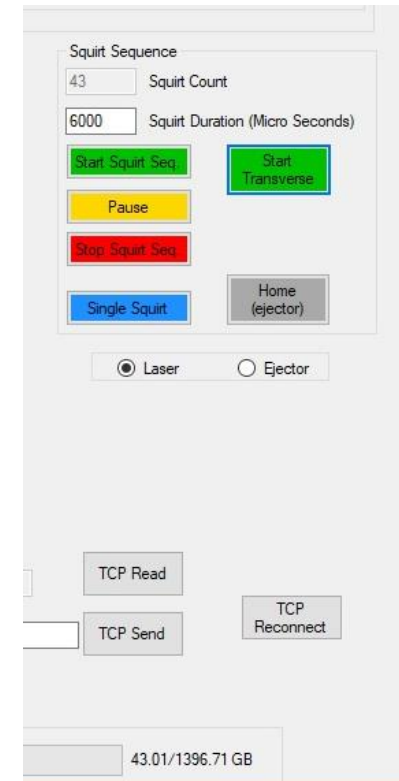 Squirt Sequence
43 Squirt Count
6000 Squirt Duration (Micro Seconds)
Start Squirt Seq.
Start
Transverse
Pause
Stop Squirt Seq.
Single Squirt
Home
(ejector)
Laser Ejector
TCP Read
TCP Send
TCP
Reconnect
43.01/1396.71 GB